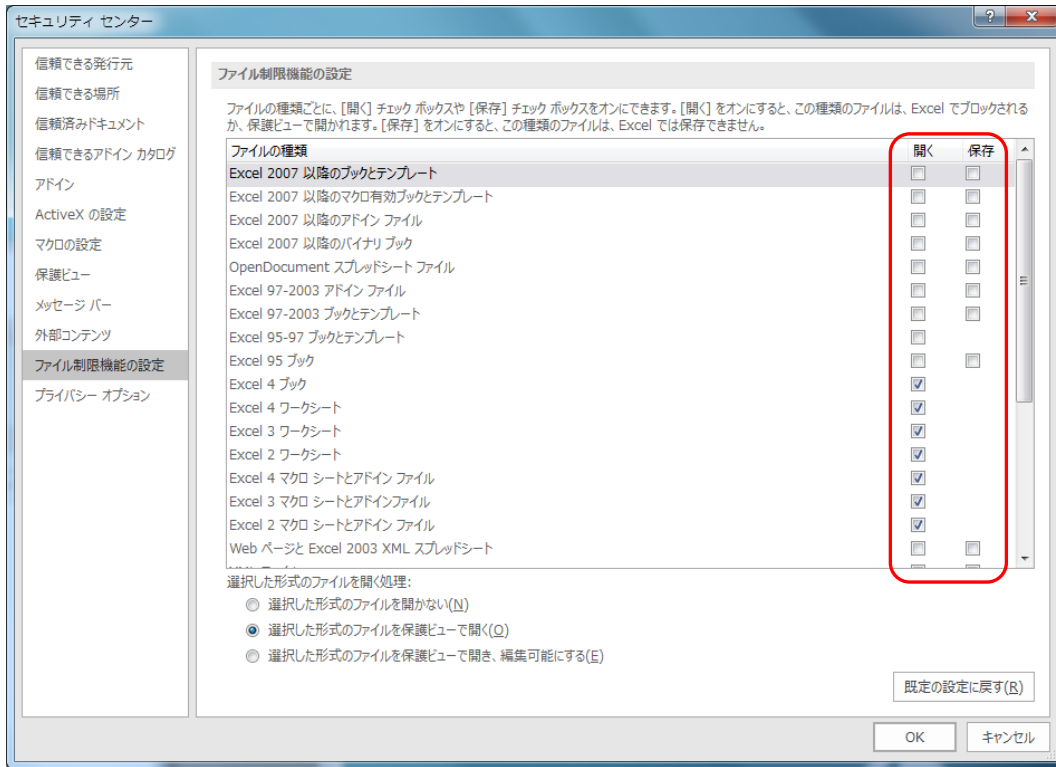 セキュリティ センター
信頼できる発行元
信頼できる場所
信頼済みドキュメント
信頼できるアドイン カタログ
アドイン
ActiveX の設定
マクロの設定
保護ビュー
メッセージ バー
外部コンテンツ
ファイル制限機能の設定
プライバシー オプション
ファイル制限機能の設定
ファイルの種類ごとに、[開く] チェック ボックスや [保存] チェック ボックスをオンにできます。[開く] をオンにすると、この種類のファイルは、Excel でブロックされる
か、保護ビューで開かれます。[保存] をオンにすると、この種類のファイルは、Excel では保存できません。
ファイルの種類 開く 保存
Excel 2007 以降のブックとテンプレート
Excel 2007 以降のマクロ有効ブックとテンプレート
Excel 2007 以降のアドイン ファイル
Excel 2007 以降のバイナリ ブック
OpenDocument スプレッドシート ファイル
Excel 97-2003 アドイン ファイル
Excel 97-2003 ブックとテンプレート
Excel 95-97 ブックとテンプレート
Excel 95 ブック
Excel 4 ブック
Excel 4 ワークシート
Excel 3 ワークシート
Excel 2 ワークシート
Excel 4 マクロ シートとアドイン ファイル
Excel 3 マクロ シートとアドインファイル
Excel 2 マクロ シートとアドイン ファイル
Web ページと Excel 2003 XML スプレッドシート
選択した形式のファイルを開く処理:
選択した形式のファイルを開かない(N)
選択した形式のファイルを保護ビューで開く(O)
選択した形式のファイルを保護ビューで開き、編集可能にする(E)
既定の設定に戻す(R)
OK キャンセル